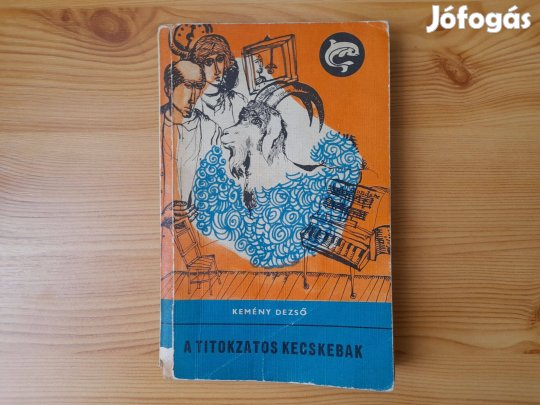 Jófogás
KEMÉNY DEZSŐ
A TITOKZATOS KECSKEBAK